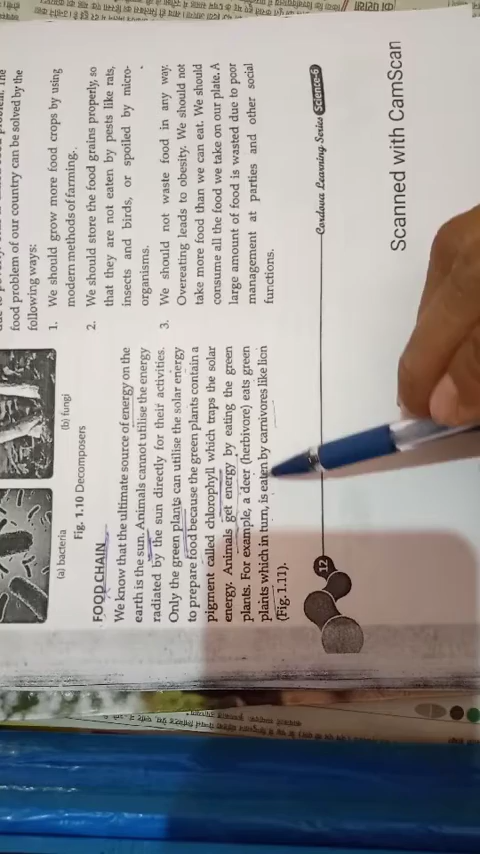 food problem of our country can be solved by the
following ways:
1. We should grow more food crops by using
modern methods of farming.
2. We should store the food grains properly, so
that they are not eaten by pests like rats,
insects and birds, or spoiled by micro-
organisms.
3. We should not waste food in any way.
Overeating leads to obesity. We should not
take more food than we can eat. We should
consume all the food we take on our plate. A
large amount of food is wasted due to poor
management at parties and other social
functions.
(a) bacteria
(b) fungi
Fig. 1.10 Decomposers
FOOD CHAIN
We know that the ultimate source of energy on the
earth is the sun. Animals cannot utilise the energy
radiated by the sun directly for their activities.
Only the green plants can utilise the solar energy
to prepare food because the green plants contain a
pigment called chlorophyll which traps the solar
energy. Animals get energy by eating the green
plants. For example, a deer (herbivore) eats green
plants which in turn, is eaten by carnivores like lion
(Fig. 1.11).
12
Cordova Learning Series Science-6
Scanned with CamScan